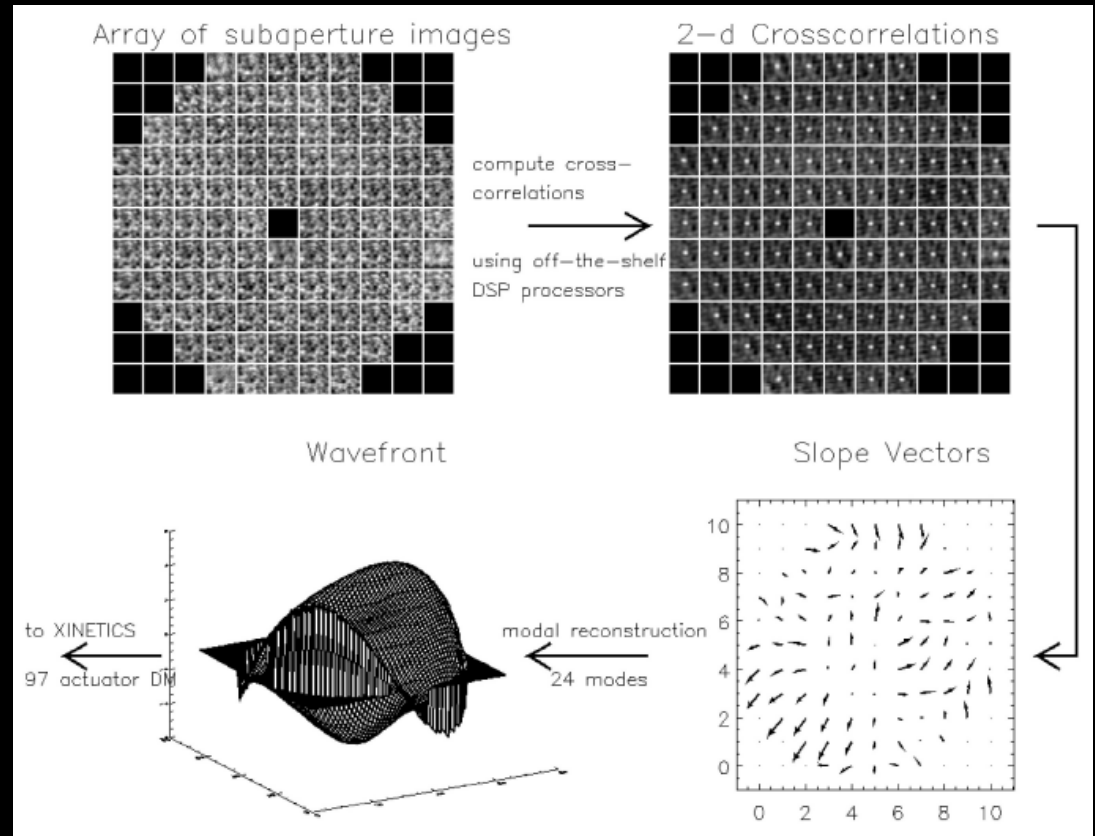 Array of subaperture images
2-d Crosscorrelations
compute cross-
correlations
using off-the-shelf
DSP processors
Wavefront
Slope Vectors
to XINETICS
97 actuator DM
modal reconstruction
24 modes
10
8
6
4
2
0
0 2 4 6 8 10